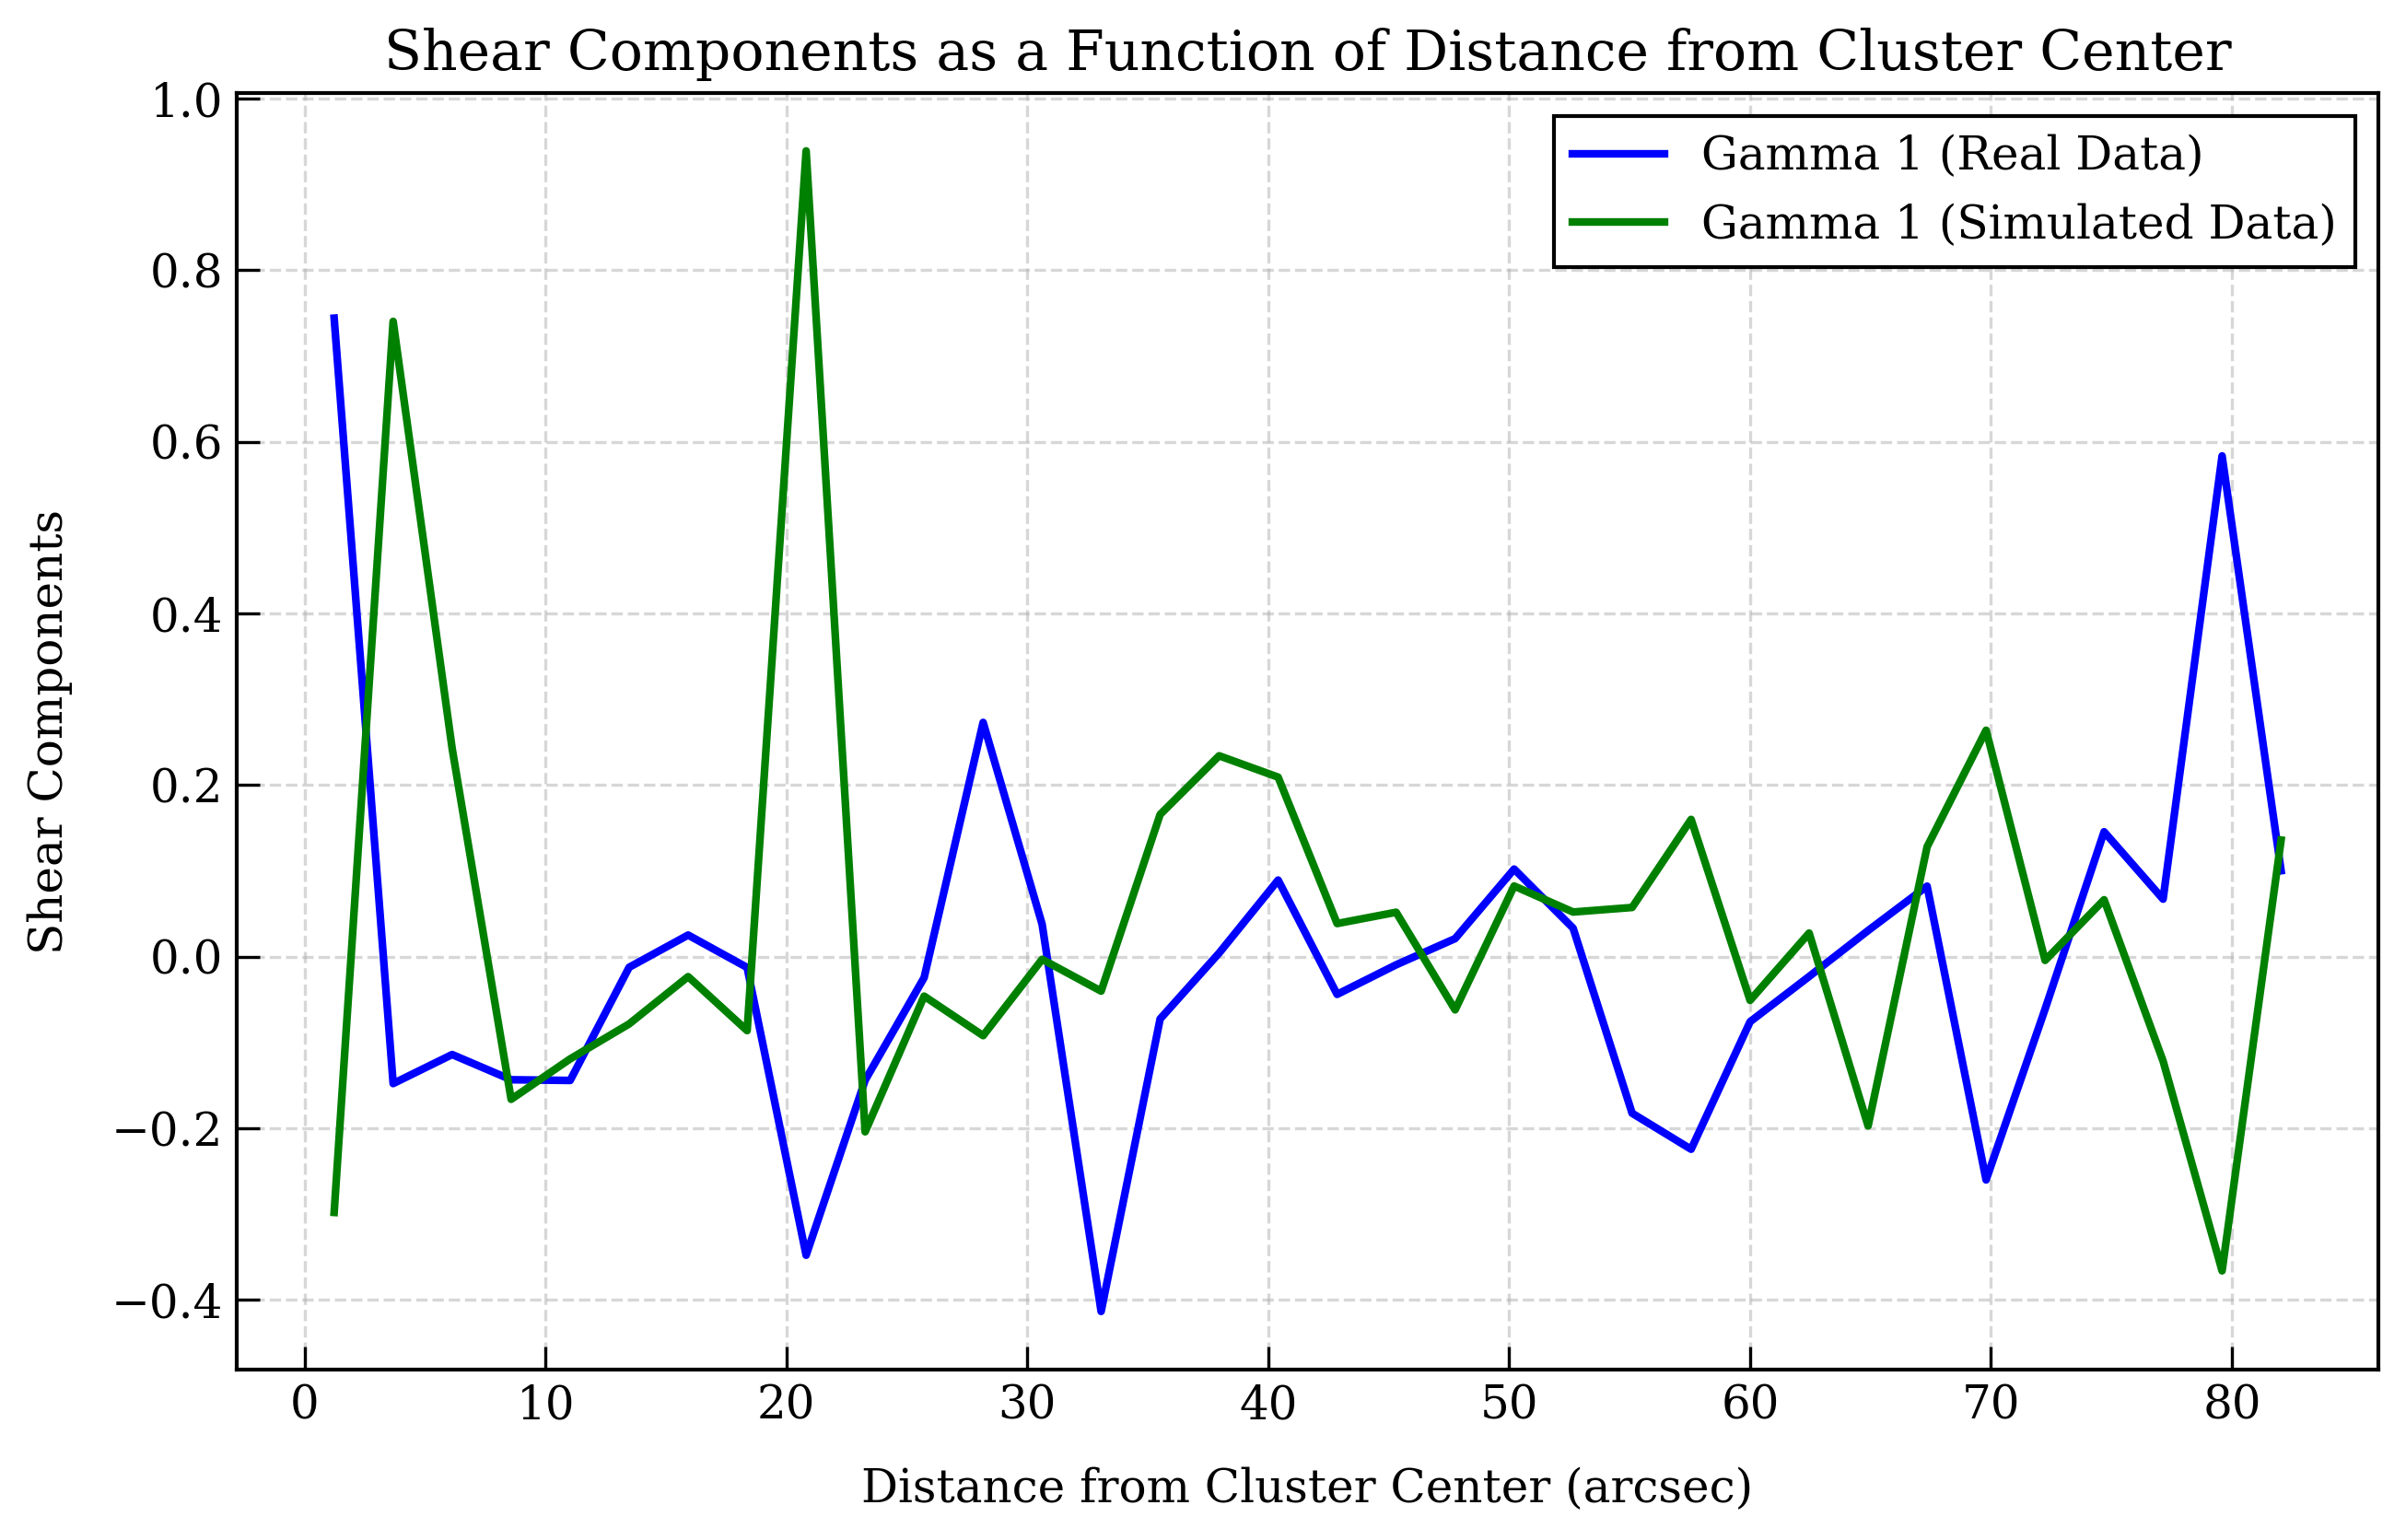 Shear Components as a Function of Distance from Cluster Center
1.0
0.8
0.6
0.4
0.2
0.0
−0.2
−0.4
Shear Components
Gamma 1 (Real Data)
Gamma 1 (Simulated Data)
0 10 20 30 40 50 60 70 80
Distance from Cluster Center (arcsec)